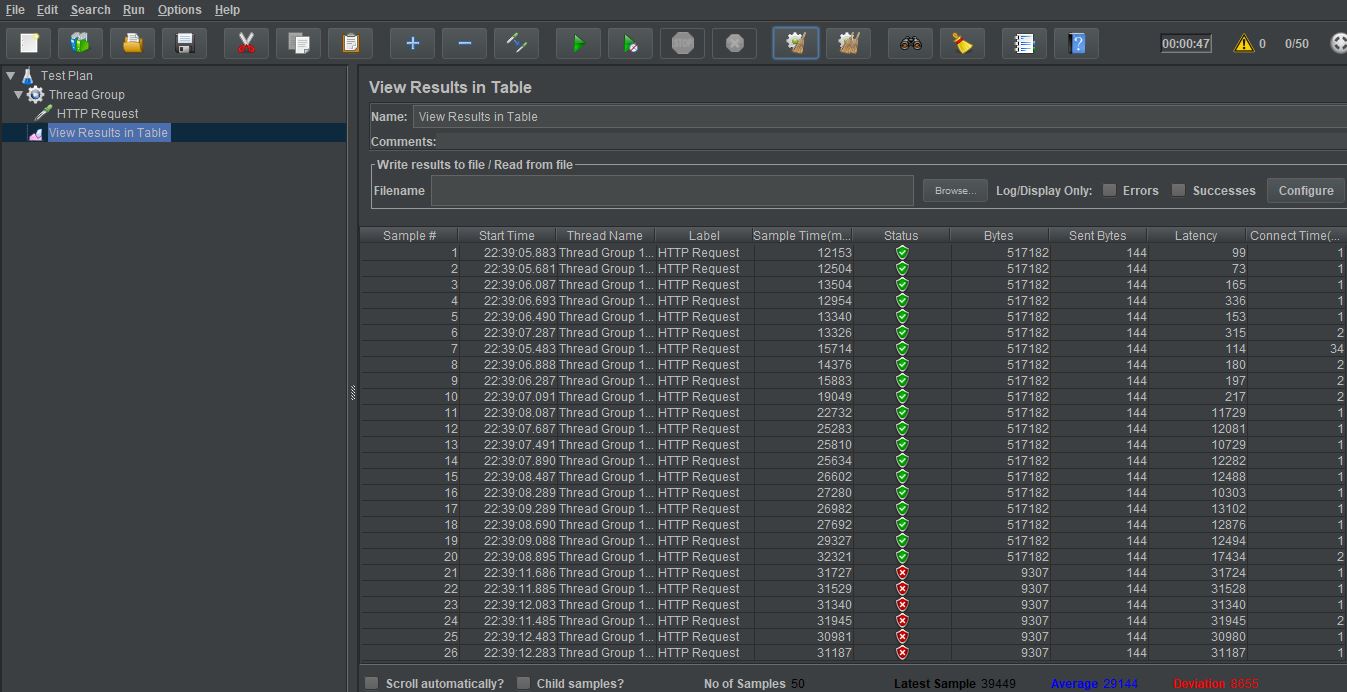 File Edit Search Run Options Help
STOP 00:00:47 0 0/50
Test Plan
Thread Group
HTTP Request
View Results in Table
View Results in Table
Name: View Results in Table
Comments:
Write results to file / Read from file
Filename Browse... Log/Display Only: Errors Successes Configure
Sample # Start Time Thread Name Label Sample Time(m... Status Bytes Sent Bytes Latency Connect Time(...
1 22:39:05.883 Thread Group 1... HTTP Request 12153 517182 144 99 1
2 22:39:05.681 Thread Group 1... HTTP Request 12504 517182 144 73 1
3 22:39:06.087 Thread Group 1... HTTP Request 13504 517182 144 165 1
4 22:39:06.693 Thread Group 1... HTTP Request 12954 517182 144 336 1
5 22:39:06.490 Thread Group 1... HTTP Request 13340 517182 144 153 1
6 22:39:07.287 Thread Group 1... HTTP Request 13326 517182 144 315 2
7 22:39:05.483 Thread Group 1... HTTP Request 15714 517182 144 114 34
8 22:39:06.888 Thread Group 1... HTTP Request 14376 517182 144 180 2
9 22:39:06.287 Thread Group 1... HTTP Request 15883 517182 144 197 2
10 22:39:07.091 Thread Group 1... HTTP Request 19049 517182 144 217 2
11 22:39:08.087 Thread Group 1... HTTP Request 22732 517182 144 11729 1
12 22:39:07.687 Thread Group 1... HTTP Request 25283 517182 144 12081 1
13 22:39:07.491 Thread Group 1... HTTP Request 25810 517182 144 10729 1
14 22:39:07.890 Thread Group 1... HTTP Request 25634 517182 144 12282 1
15 22:39:08.487 Thread Group 1... HTTP Request 26602 517182 144 12488 1
16 22:39:08.289 Thread Group 1... HTTP Request 27280 517182 144 10303 1
17 22:39:09.289 Thread Group 1... HTTP Request 26982 517182 144 13102 1
18 22:39:08.690 Thread Group 1... HTTP Request 27692 517182 144 12876 1
19 22:39:09.088 Thread Group 1... HTTP Request 29327 517182 144 12494 1
20 22:39:08.895 Thread Group 1... HTTP Request 32321 517182 144 17434 2
21 22:39:11.686 Thread Group 1... HTTP Request 31727 9307 144 31724 1
22 22:39:11.885 Thread Group 1... HTTP Request 31529 9307 144 31528 1
23 22:39:12.083 Thread Group 1... HTTP Request 31340 9307 144 31340 1
24 22:39:11.485 Thread Group 1... HTTP Request 31945 9307 144 31945 2
25 22:39:12.483 Thread Group 1... HTTP Request 30981 9307 144 30980 1
26 22:39:12.283 Thread Group 1... HTTP Request 31187 9307 144 31187 1
Scroll automatically? Child samples? No of Samples 50 Latest Sample 39449 Average 29144 Deviation 8655